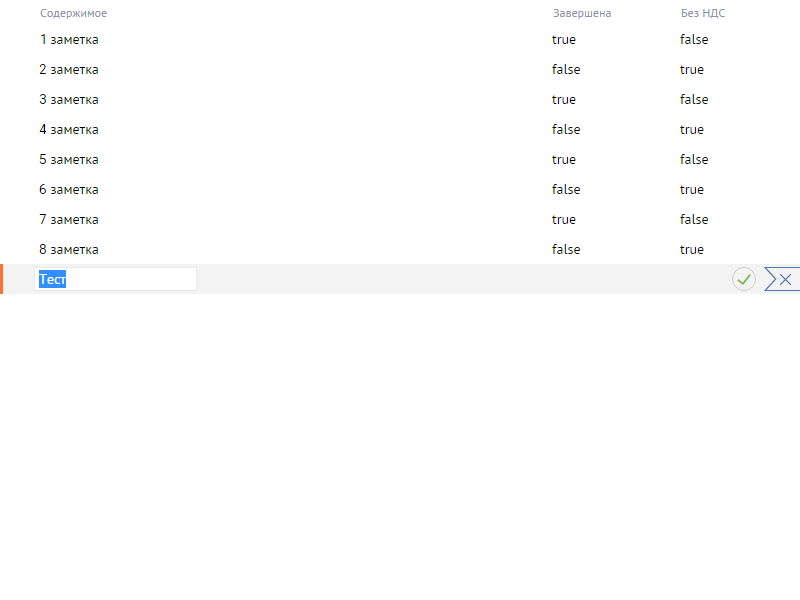 Содержимое Завершена Без НДС
1 заметка true false
2 заметка false true
3 заметка true false
4 заметка false true
5 заметка true false
6 заметка false true
7 заметка true false
8 заметка false true
Тест